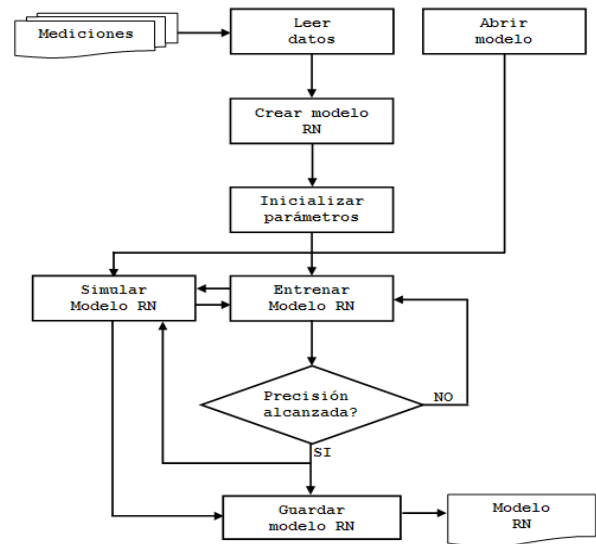 Mediciones
Leer
datos
Abrir
modelo
Crear modelo
RN
Inicializar
parámetros
Simular
Modelo RN
Entrenar
Modelo RN
Precisión
alcanzada?
NO
SI
Guardar
modelo RN
Modelo
RN